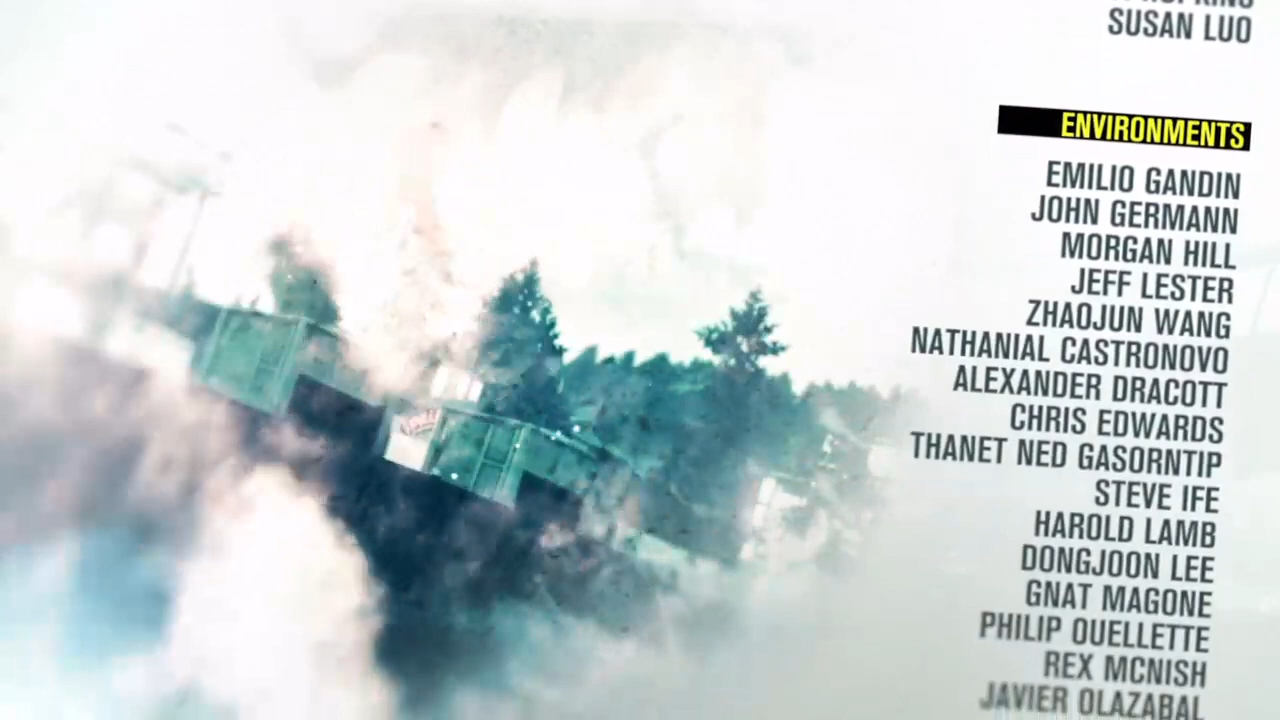 SUSAN LUO
ENVIRONMENTS
EMILIO GANDIN
JOHN GERMANN
MORGAN HILL
JEFF LESTER
ZHAOJUN WANG
NATHANIAL CASTRONOVO
ALEXANDER DRACOTT
CHRIS EDWARDS
THANET NED GASORNTIP
STEVE IFE
HAROLD LAMB
DONGJOON LEE
GNAT MAGONE
PHILIP OUELLETTE
REX MCNISH
JAVIER OLAZABAL